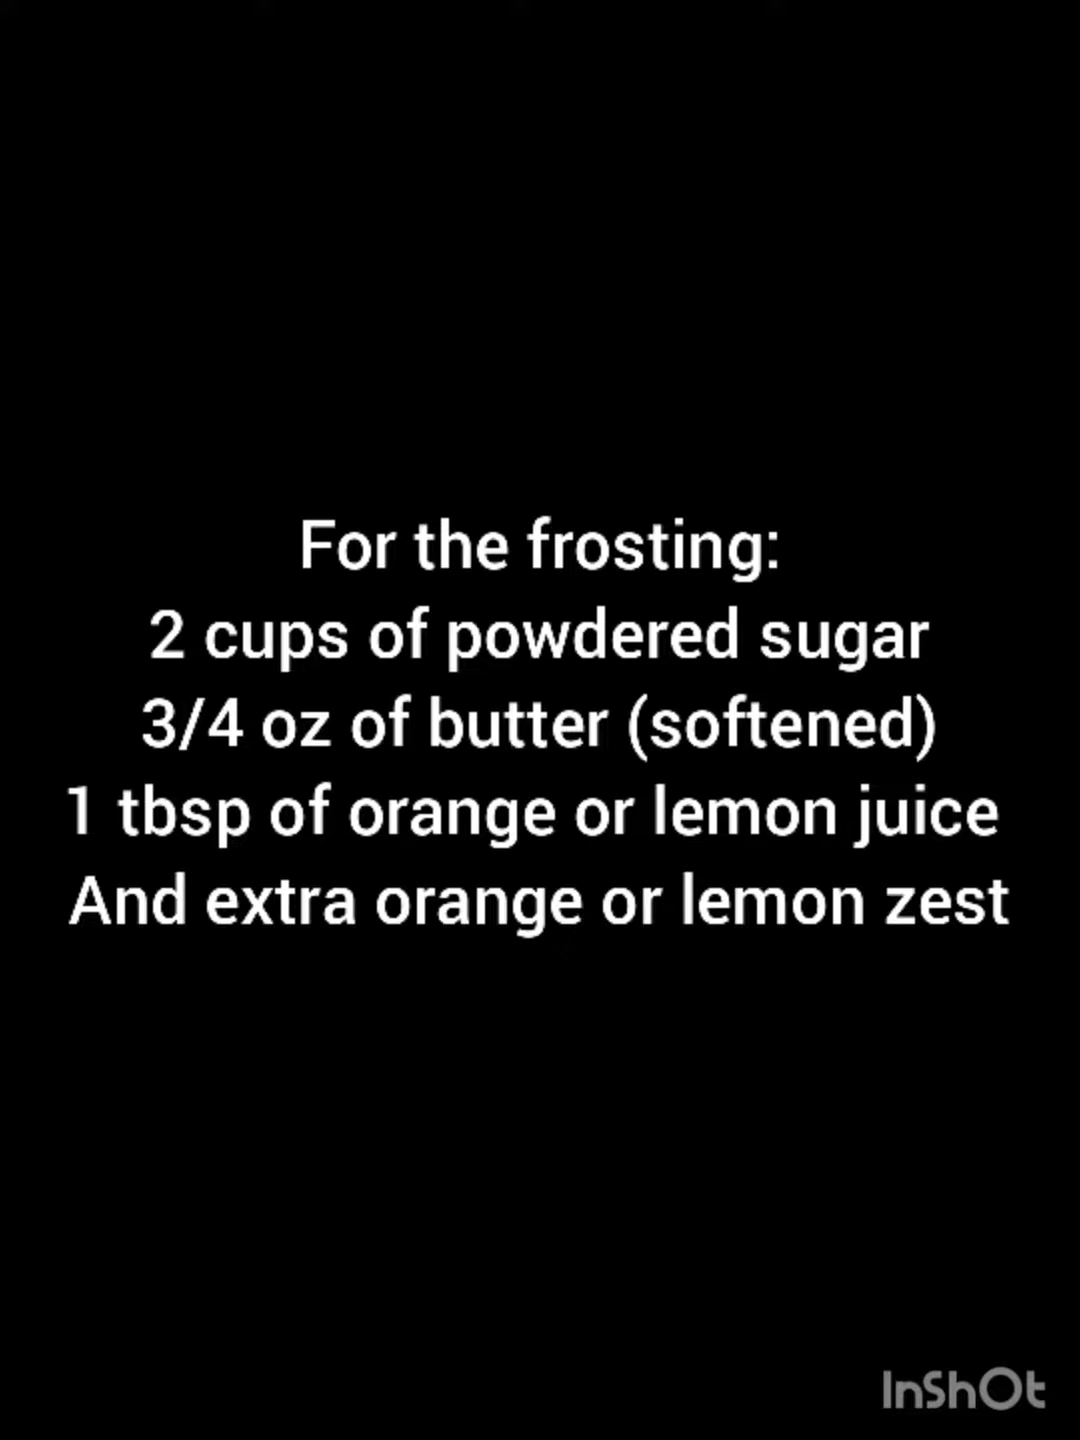 For the frosting:
2 cups of powdered sugar
3/4 oz of butter (softened)
1 tbsp of orange or lemon juice
And extra orange or lemon zest
InShOt